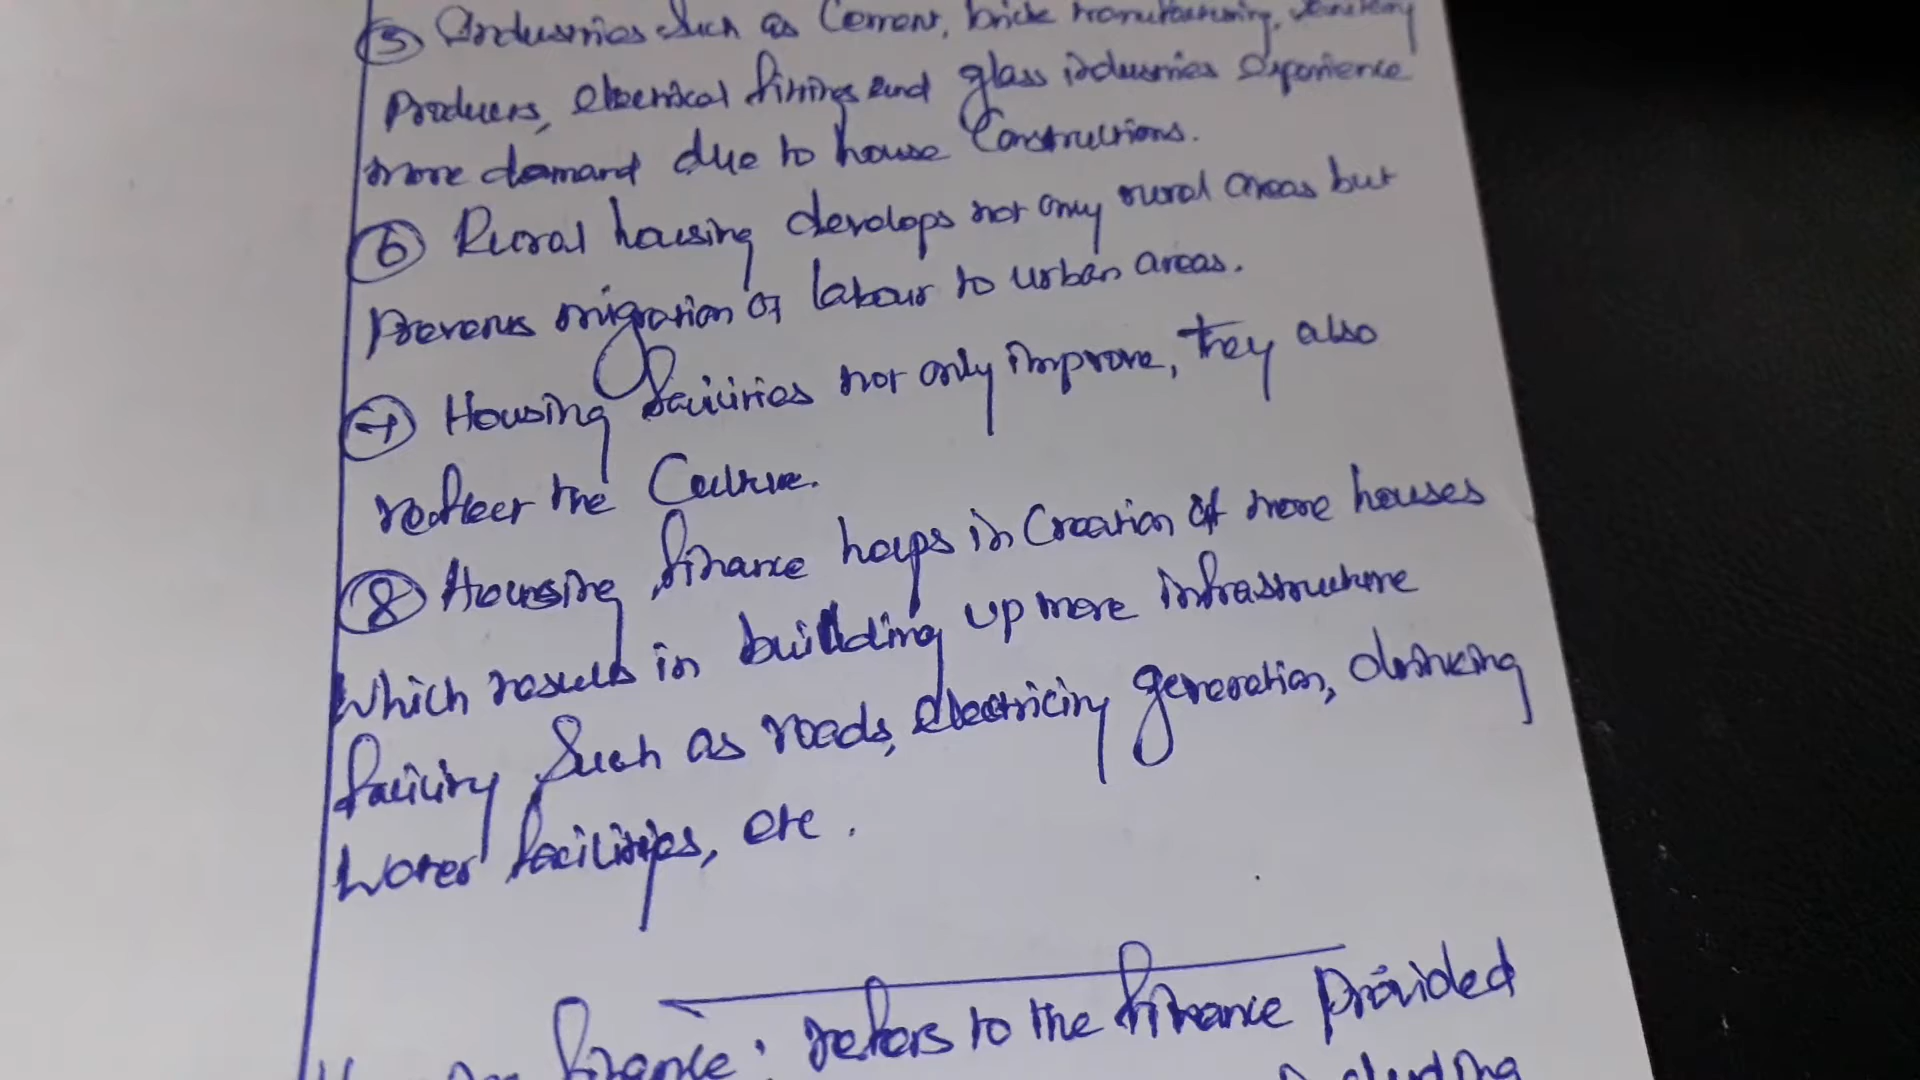 5 Industries such as Cement, brick manufacturing,
Producers, electrical fittings and glass industries experience
more demand due to house Constructions.
6 Rural housing develops not only rural areas but
prevents migration of labour to urban areas.
7 Housing facilities not only improve, they also
reflect the Culture.
8 Housing finance helps in Creation of more houses
Which results in building up more infrastructure
facility such as roads, electricity generation, drinking
Water facilities, etc.
finance: refers to the finance provided
including